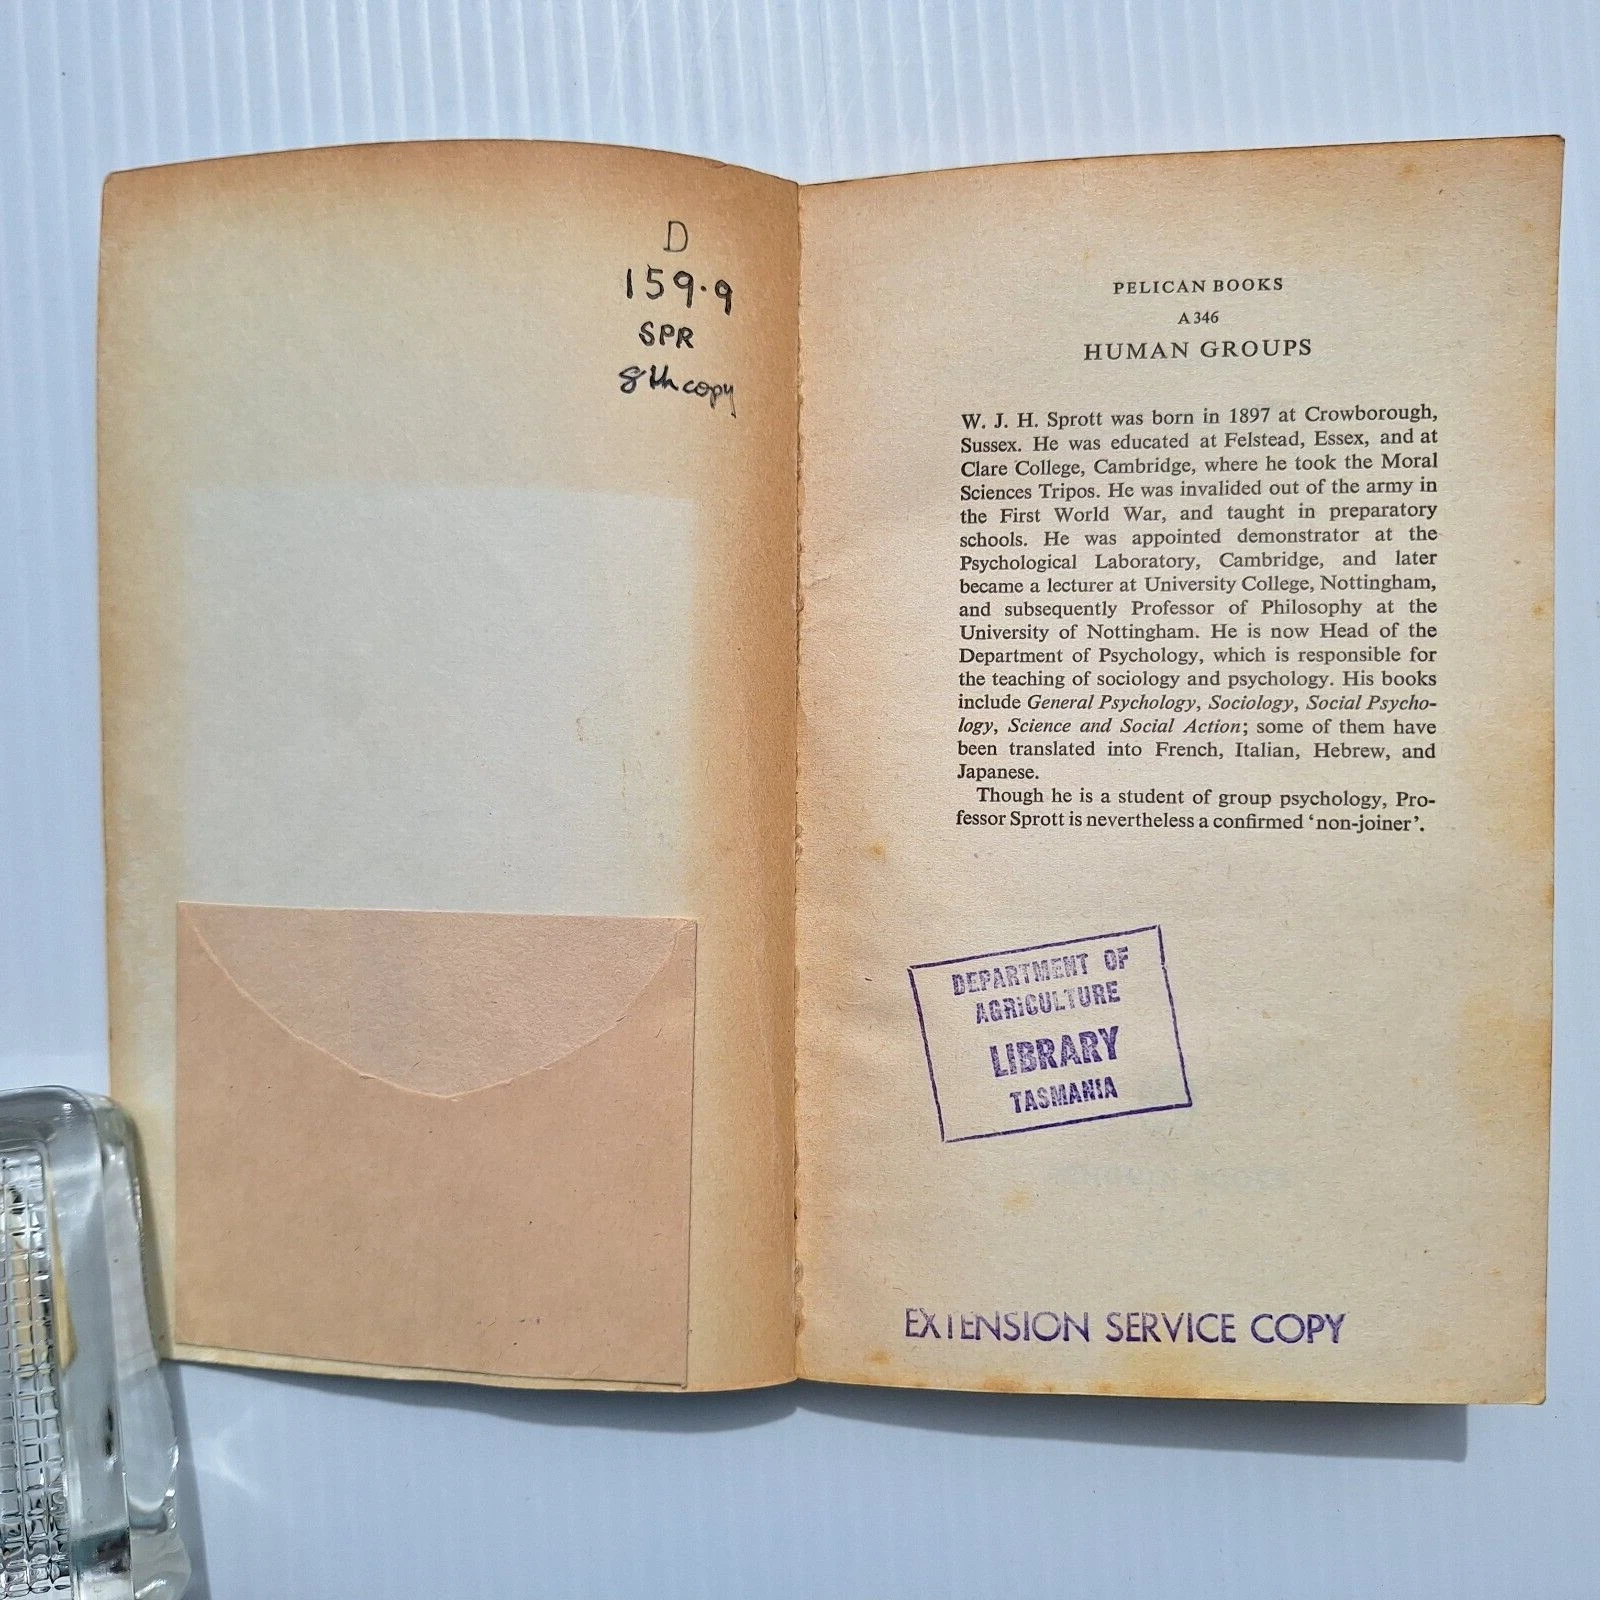 D
159.9
SPR
8th copy
PELICAN BOOKS
A 346
HUMAN GROUPS
W. J. H. Sprott was born in 1897 at Crowborough,
Sussex. He was educated at Felstead, Essex, and at
Clare College, Cambridge, where he took the Moral
Sciences Tripos. He was invalided out of the army in
the First World War, and taught in preparatory
schools. He was appointed demonstrator at the
Psychological Laboratory, Cambridge, and later
became a lecturer at University College, Nottingham,
and subsequently Professor of Philosophy at the
University of Nottingham. He is now Head of the
Department of Psychology, which is responsible for
the teaching of sociology and psychology. His books
include General Psychology, Sociology, Social Psycho-
logy, Science and Social Action; some of them have
been translated into French, Italian, Hebrew, and
Japanese.
Though he is a student of group psychology, Pro-
fessor Sprott is nevertheless a confirmed ‘non-joiner’.
DEPARTMENT OF
AGRICULTURE
LIBRARY
TASMANIA
EXTENSION SERVICE COPY